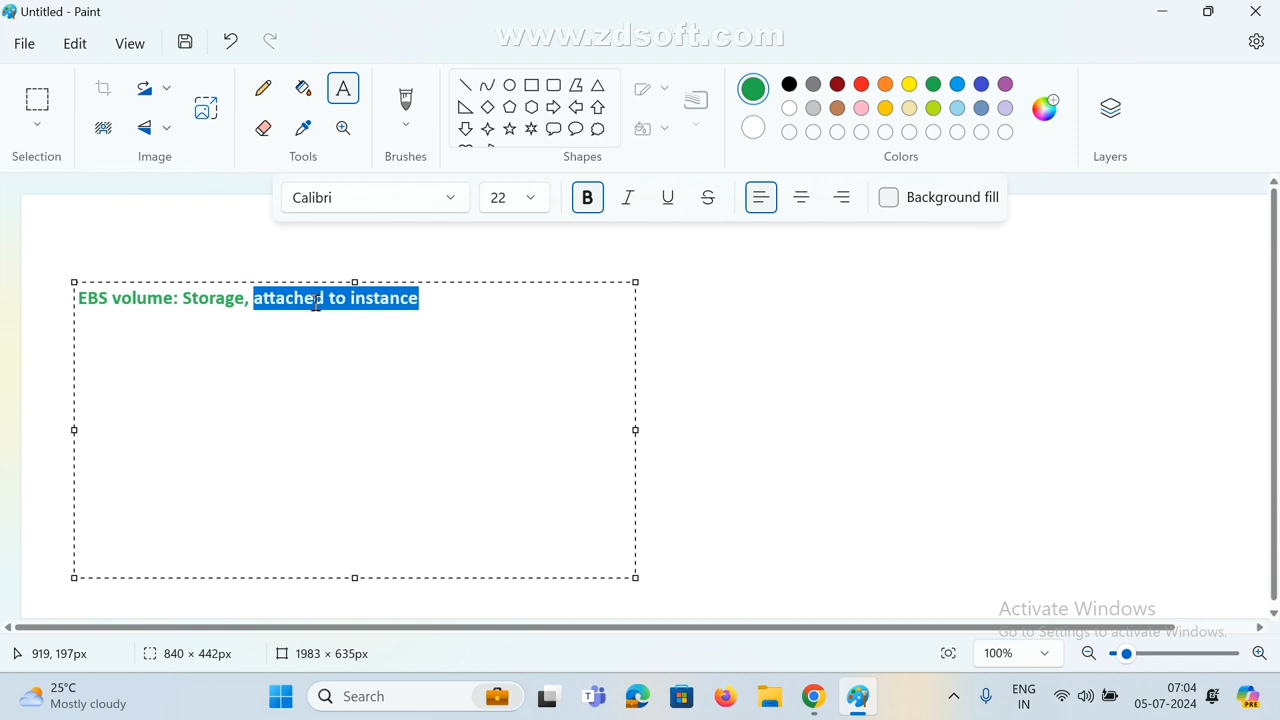 Untitled - Paint
www.zdsoft.com
File
Edit
View
Selection
Image
Tools
Brushes
Shapes
Colors
Layers
Calibri
22
B
I
U
S
Background fill
EBS volume: Storage, attached to instance
Activate Windows
Go to Settings to activate Windows.
919, 197px
840 × 442px
1983 × 635px
100%
25°C
Mostly cloudy
Search
ENG
IN
07:04
05-07-2024
PRE